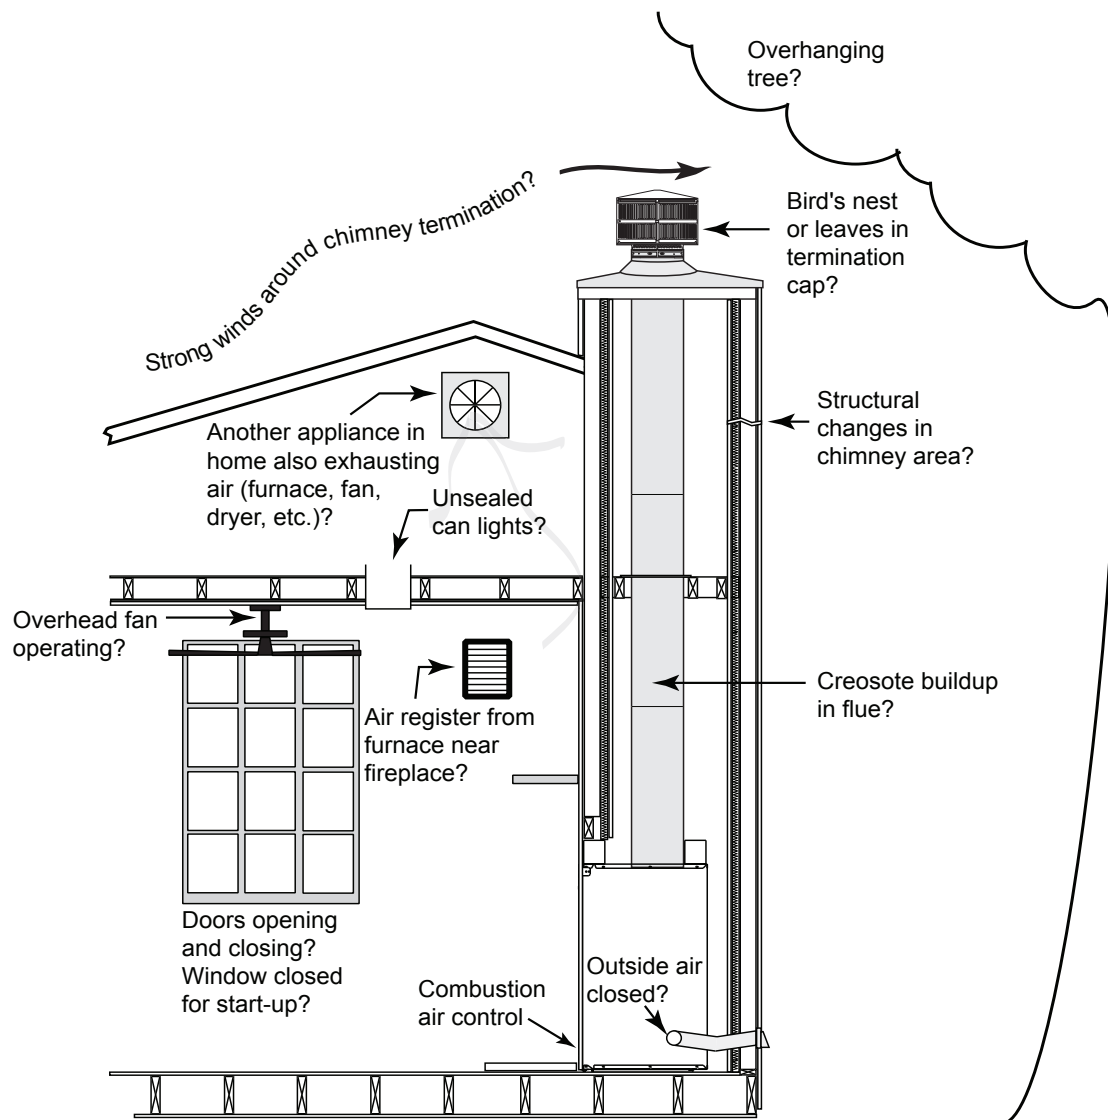 Overhanging
tree?
Strong winds around chimney termination?
Bird's nest
or leaves in
termination
cap?
Another appliance in
home also exhausting
air (furnace, fan,
dryer, etc.)?
Structural
changes in
chimney area?
Unsealed
can lights?
Overhead fan
operating?
Air register from
furnace near
fireplace?
Creosote buildup
in flue?
Doors opening
and closing?
Window closed
for start-up?
Combustion
air control
Outside air
closed?